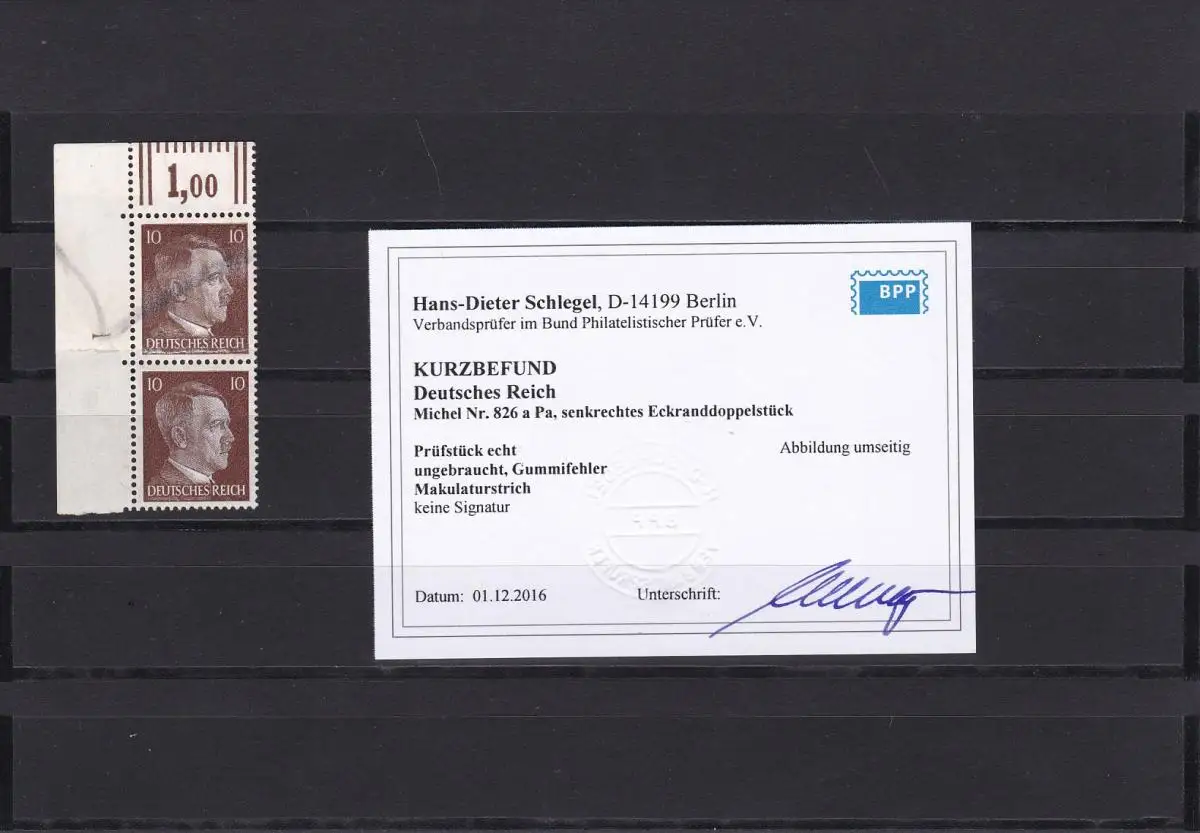 1,00
10 10
DEUTSCHES REICH
10 10
DEUTSCHES REICH
BPP
Hans-Dieter Schlegel, D-14199 Berlin
Verbandsprüfer im Bund Philatelistischer Prüfer e.V.
KURZBEFUND
Deutsches Reich
Michel Nr. 826 a Pa, senkrechtes Eckranddoppelstück
Prüfstück echt
Abbildung umseitig
ungebraucht, Gummifehler
Makulaturstrich
keine Signatur
Datum: 01.12.2016 Unterschrift: